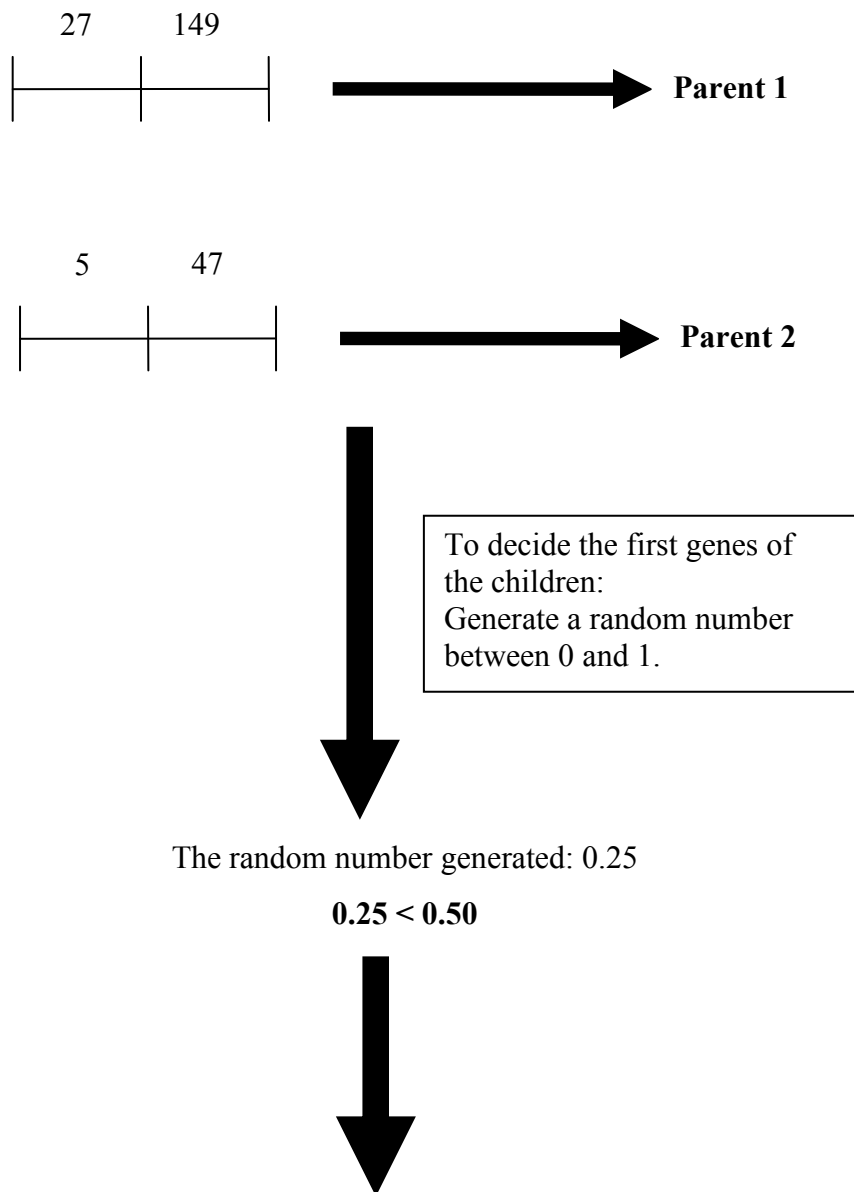 27 149
Parent 1
5 47
Parent 2
To decide the first genes of
the children:
Generate a random number
between 0 and 1.
The random number generated: 0.25
0.25 < 0.50